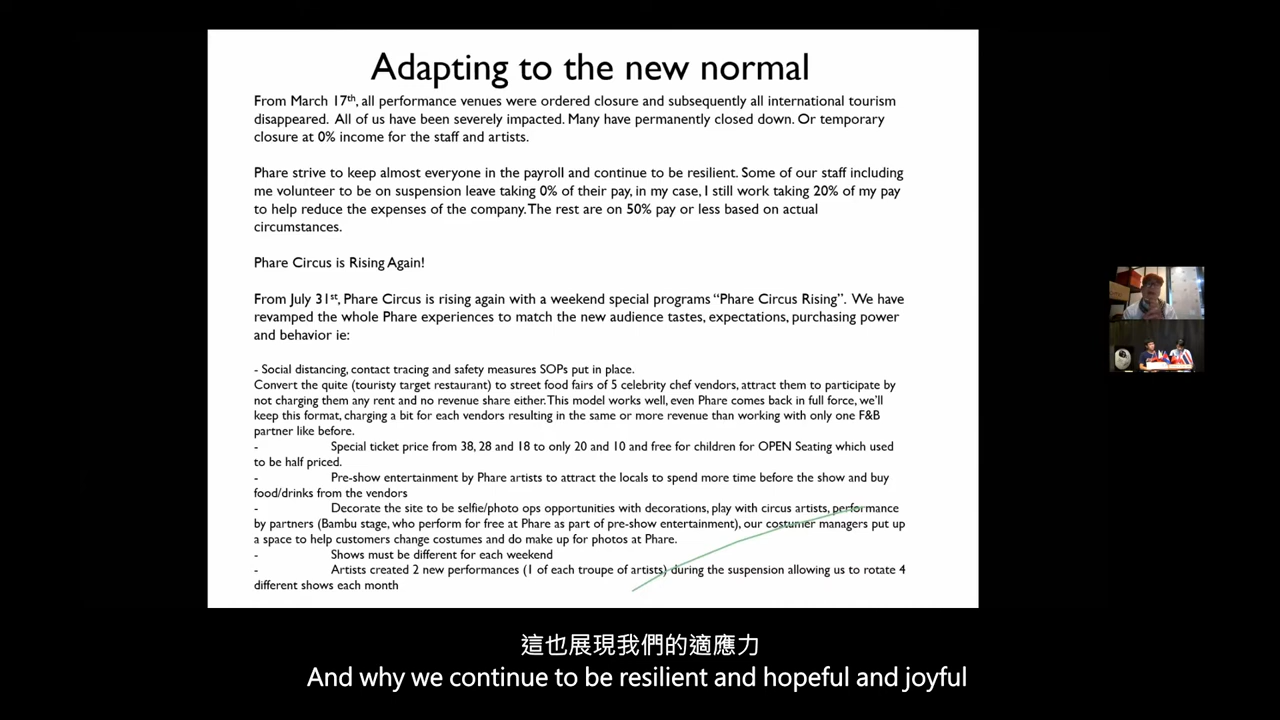 Adapting to the new normal
From March 17th, all performance venues were ordered closure and subsequently all international tourism
disappeared. All of us have been severely impacted. Many have permanently closed down. Or temporary
closure at 0% income for the staff and artists.
Phare strive to keep almost everyone in the payroll and continue to be resilient. Some of our staff including
me volunteer to be on suspension leave taking 0% of their pay, in my case, I still work taking 20% of my pay
to help reduce the expenses of the company. The rest are on 50% pay or less based on actual
circumstances.
Phare Circus is Rising Again!
From July 31st, Phare Circus is rising again with a weekend special programs “Phare Circus Rising”. We have
revamped the whole Phare experiences to match the new audience tastes, expectations, purchasing power
and behavior ie:
- Social distancing, contact tracing and safety measures SOPs put in place.
Convert the quite (touristy target restaurant) to street food fairs of 5 celebrity chef vendors, attract them to participate by
not charging them any rent and no revenue share either. This model works well, even Phare comes back in full force, we’ll
keep this format, charging a bit for each vendors resulting in the same or more revenue than working with only one F&B
partner like before.
- Special ticket price from 38, 28 and 18 to only 20 and 10 and free for children for OPEN Seating which used
to be half priced.
- Pre-show entertainment by Phare artists to attract the locals to spend more time before the show and buy
food/drinks from the vendors
- Decorate the site to be selfie/photo ops opportunities with decorations, play with circus artists, performance
by partners (Bambu stage, who perform for free at Phare as part of pre-show entertainment), our costumer managers put up
a space to help customers change costumes and do make up for photos at Phare.
- Shows must be different for each weekend
- Artists created 2 new performances (1 of each troupe of artists) during the suspension allowing us to rotate 4
different shows each month
這也展現我們的適應力
And why we continue to be resilient and hopeful and joyful